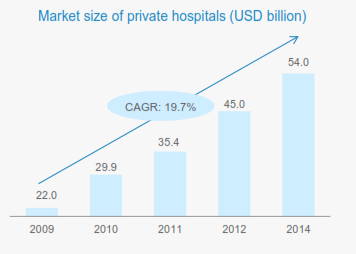 Market size of private hospitals (USD billion)
54.0
CAGR: 19.7%
45.0
35.4
29.9
22.0
2009 2010 2011 2012 2014